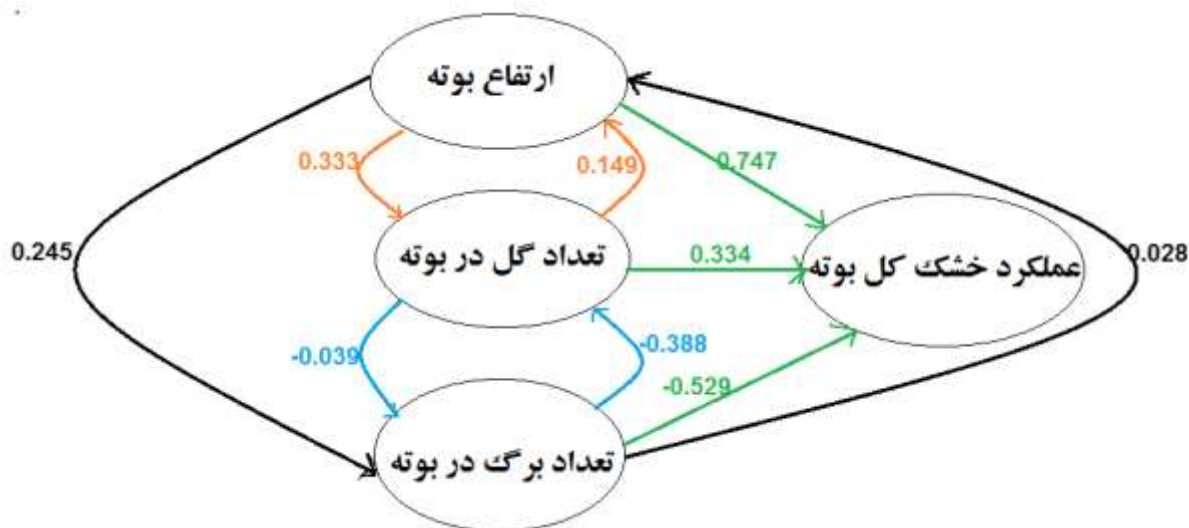 ارتفاع بوته
0.333
0.149
0.747
0.245
تعداد گل در بوته
0.334
عملکرد خشک کل بوته
0.028
-0.039
-0.388
-0.529
تعداد برگ در بوته